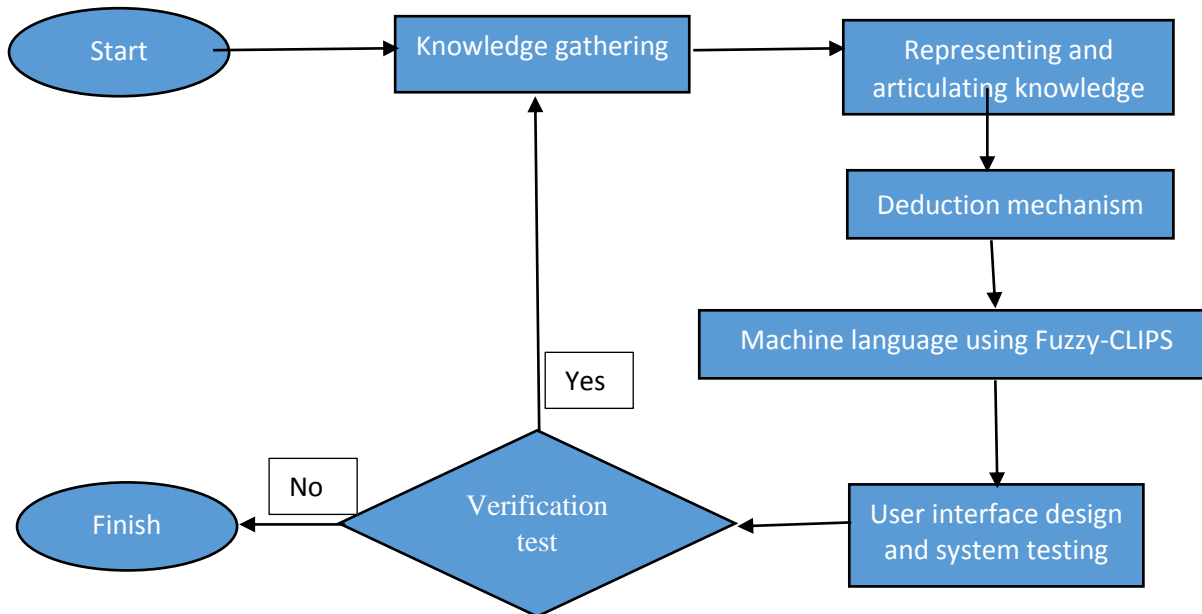 Start
Knowledge gathering
Representing and
articulating knowledge
Deduction mechanism
Machine language using Fuzzy-CLIPS
Yes
No
Verification
test
Finish
User interface design
and system testing